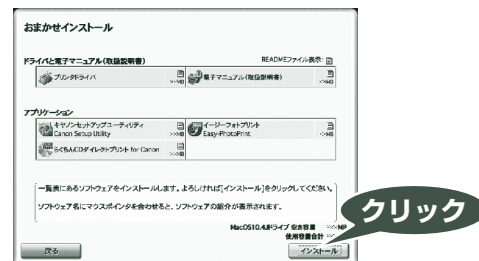 おまかせインストール
ドライバと電子マニュアル(取扱説明書)
READMEファイル表示:
プリンタドライバ
電子マニュアル(取扱説明書)
アプリケーション
キヤノンセットアップユーティリティ
Canon Setup Utility
イージーフォトプリント
Easy-PhotoPrint
らくちんCDダイレクトプリント for Canon
一覧表にあるソフトウェアをインストールします。よろしければ[インストール]をクリックしてください。
ソフトウェア名にマウスポインタを合わせると、ソフトウェアの紹介が表示されます。
クリック
MacOS10.4.8ドライブ 空き容量
使用容量合計
戻る
インストール